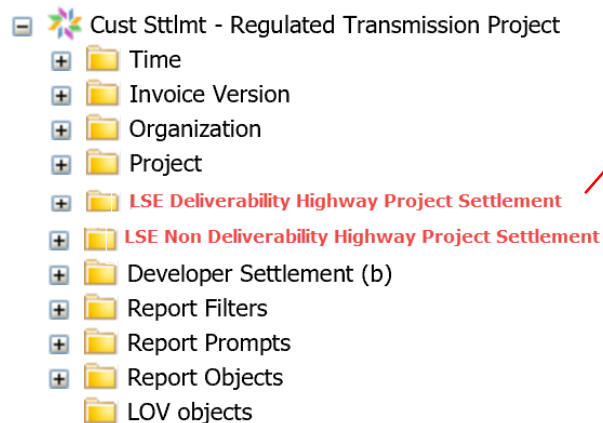 Cust Sttlmt - Regulated Transmission Project
Time
Invoice Version
Organization
Project
LSE Deliverability Highway Project Settlement
LSE Non Deliverability Highway Project Settlement
Developer Settlement (b)
Report Filters
Report Prompts
Report Objects
LOV objects